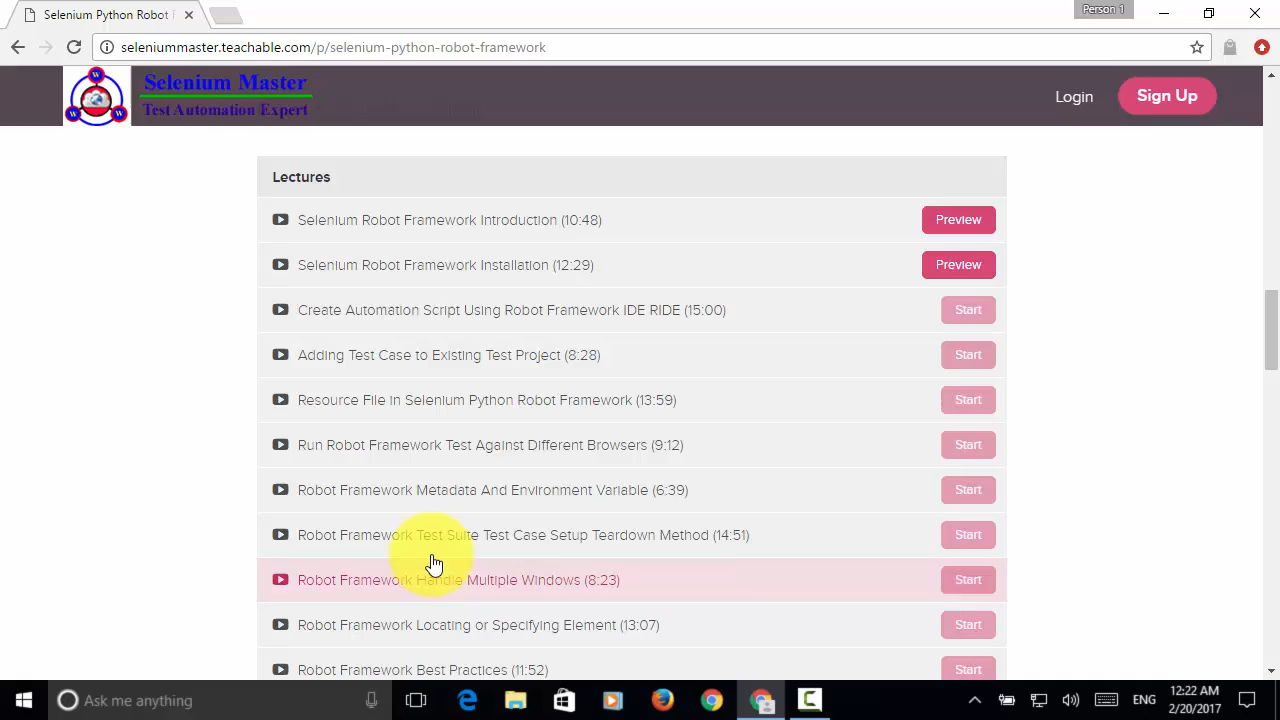 Selenium Python Robot F
Person 1
seleniummaster.teachable.com/p/selenium-python-robot-framework
Selenium Master
Test Automation Expert
W
W
W
Login
Sign Up
Lectures
Selenium Robot Framework Introduction (10:48)
Preview
Selenium Robot Framework Installation (12:29)
Preview
Create Automation Script Using Robot Framework IDE RIDE (15:00)
Start
Adding Test Case to Existing Test Project (8:28)
Start
Resource File in Selenium Python Robot Framework (13:59)
Start
Run Robot Framework Test Against Different Browsers (9:12)
Start
Robot Framework Metadata And Environment Variable (6:39)
Start
Robot Framework Test Suite Test Case Setup Teardown Method (14:51)
Start
Robot Framework Handle Multiple Windows (8:23)
Start
Robot Framework Locating or Specifying Element (13:07)
Start
Robot Framework Best Practices (11:52)
Start
Ask me anything
ENG
12:22 AM
2/20/2017